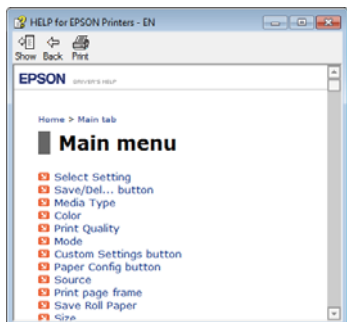 HELP for EPSON Printers - EN
Show Back Print
EPSON DRIVER'S HELP
Home > Main tab
Main menu
Select Setting
Save/Del... button
Media Type
Color
Print Quality
Mode
Custom Settings button
Paper Config button
Source
Print page frame
Save Roll Paper
Size